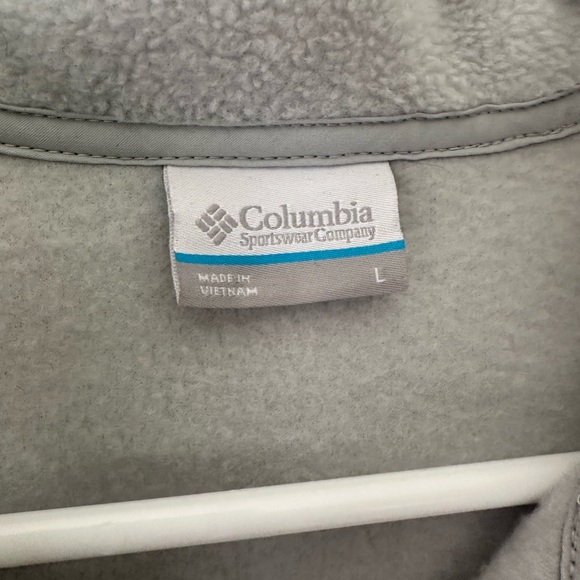 Columbia
Sportswear Company
MADE IN
VIETNAM
L